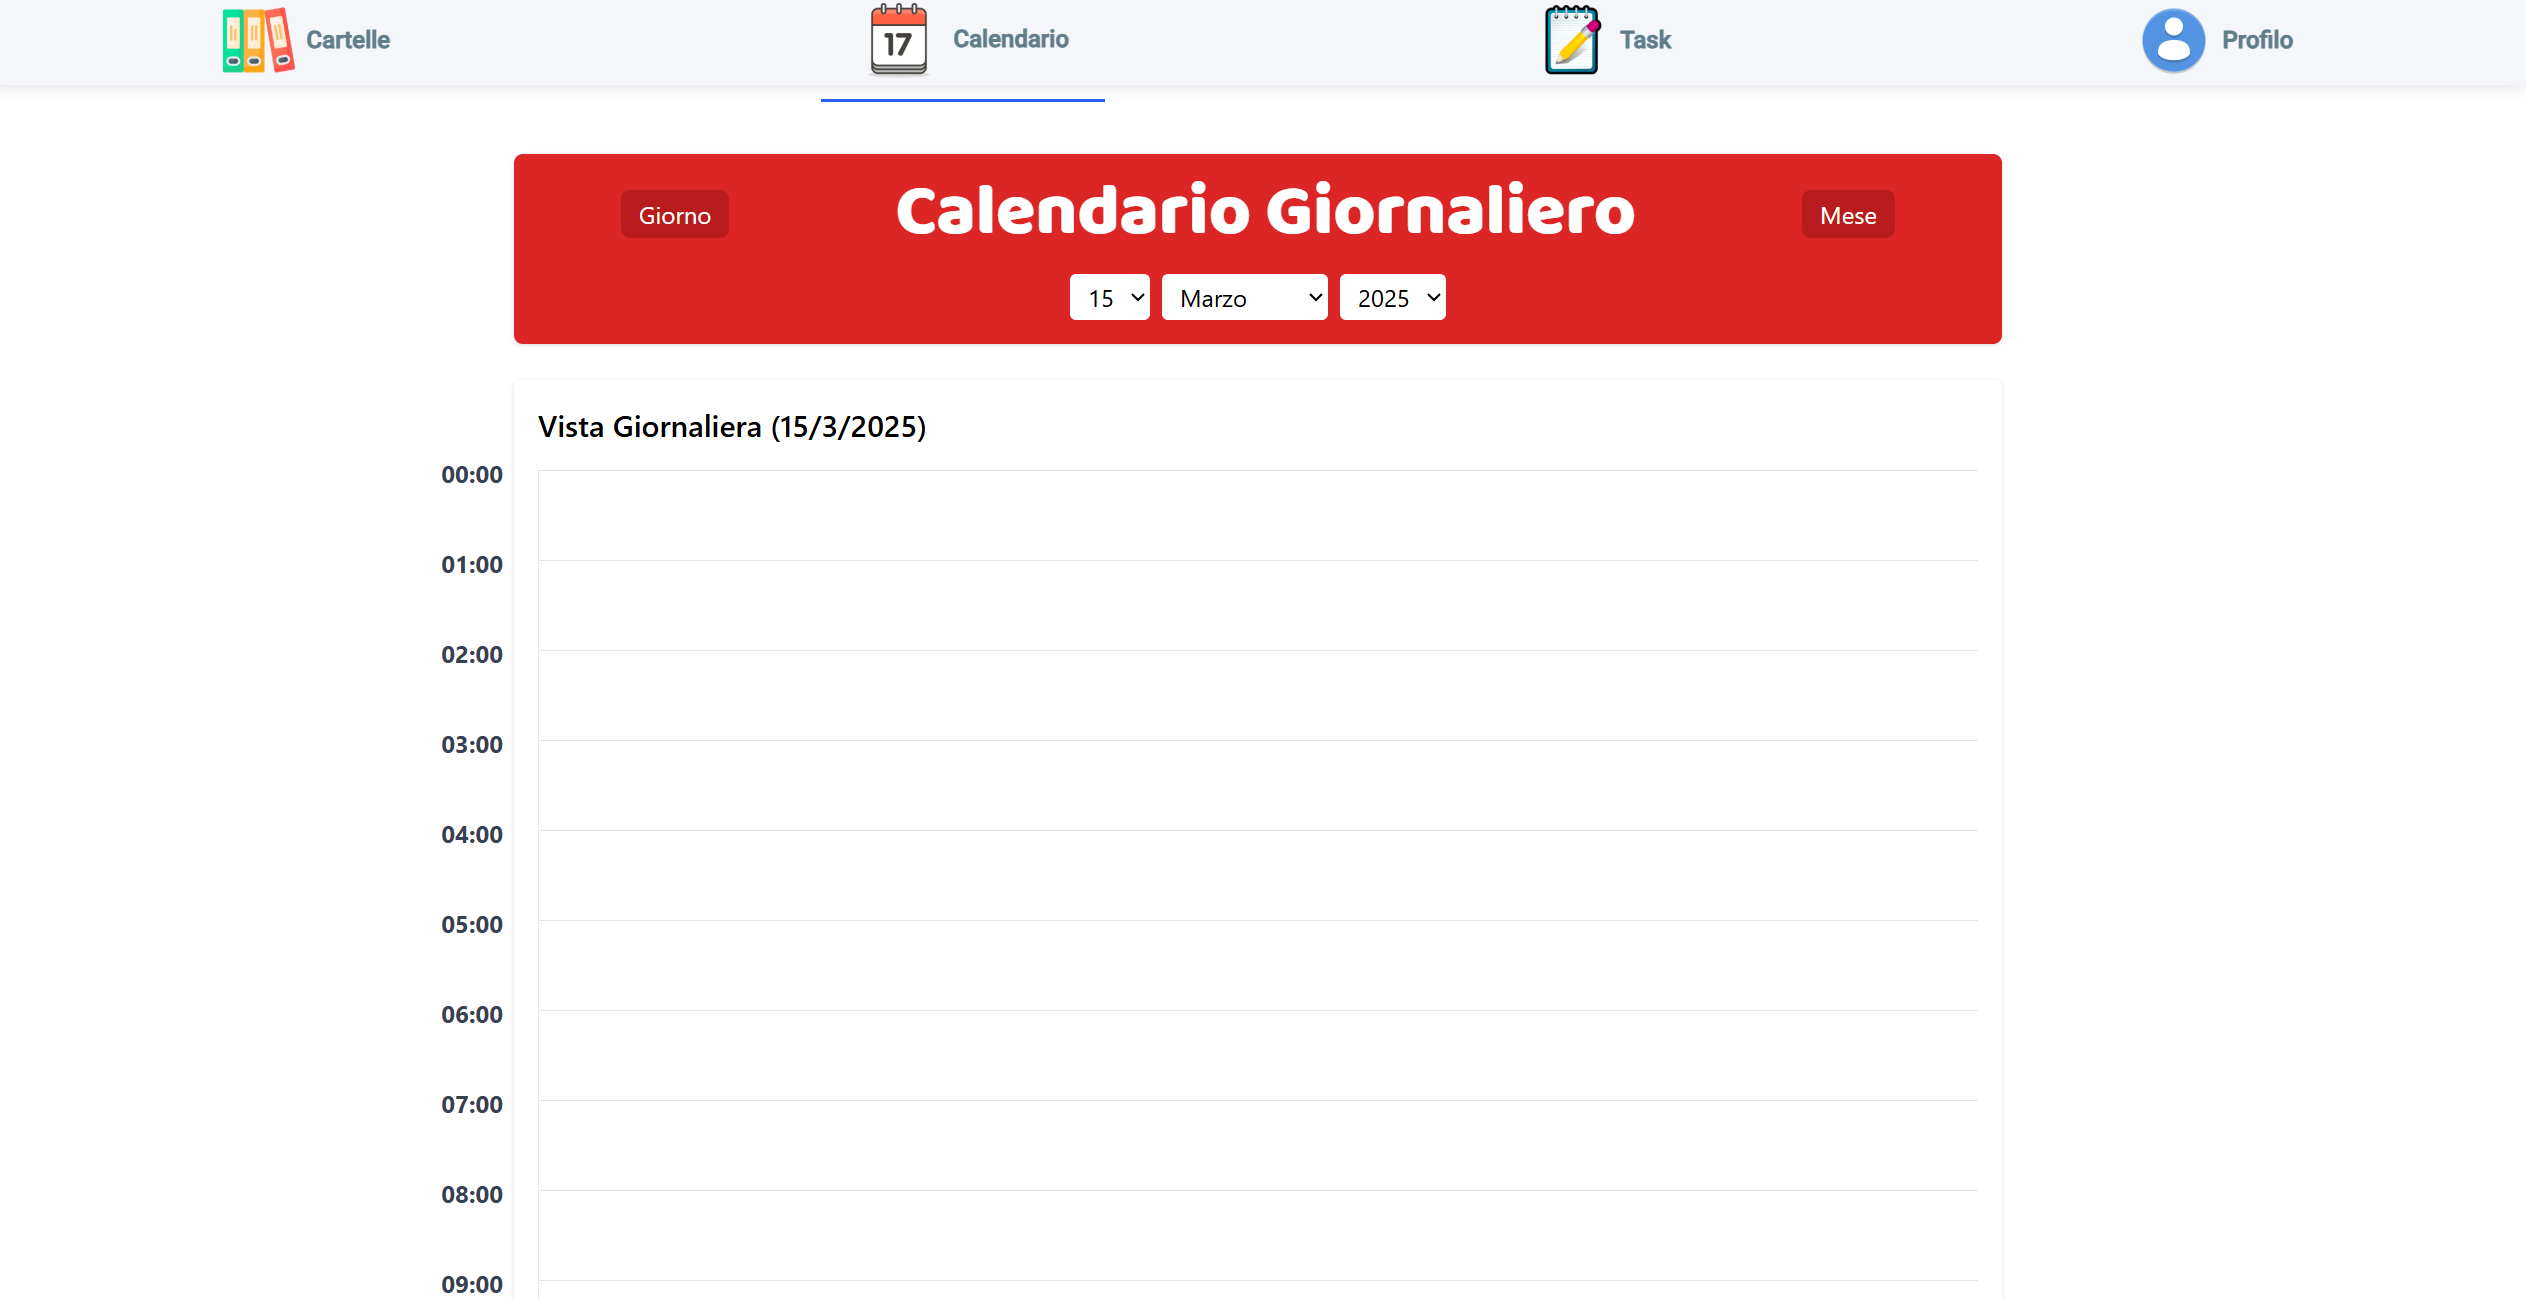 Cartelle
17
Calendario
Task
Profilo
Giorno
Calendario Giornaliero
Mese
15
Marzo
2025
Vista Giornaliera (15/3/2025)
00:00
01:00
02:00
03:00
04:00
05:00
06:00
07:00
08:00
09:00